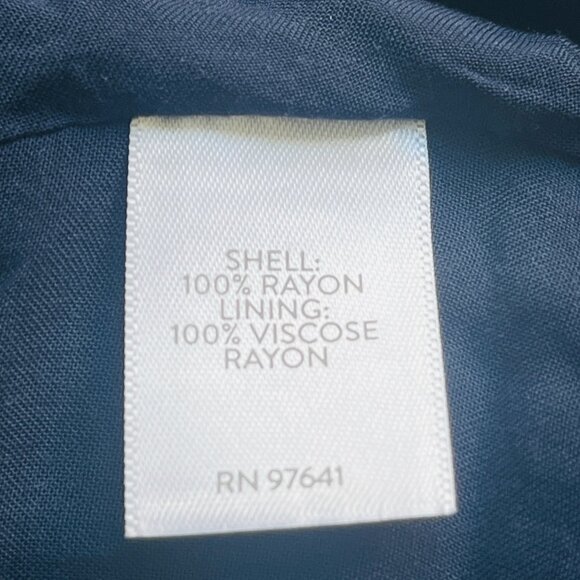 SHELL:
100% RAYON
LINING:
100% VISCOSE
RAYON
RN 97641